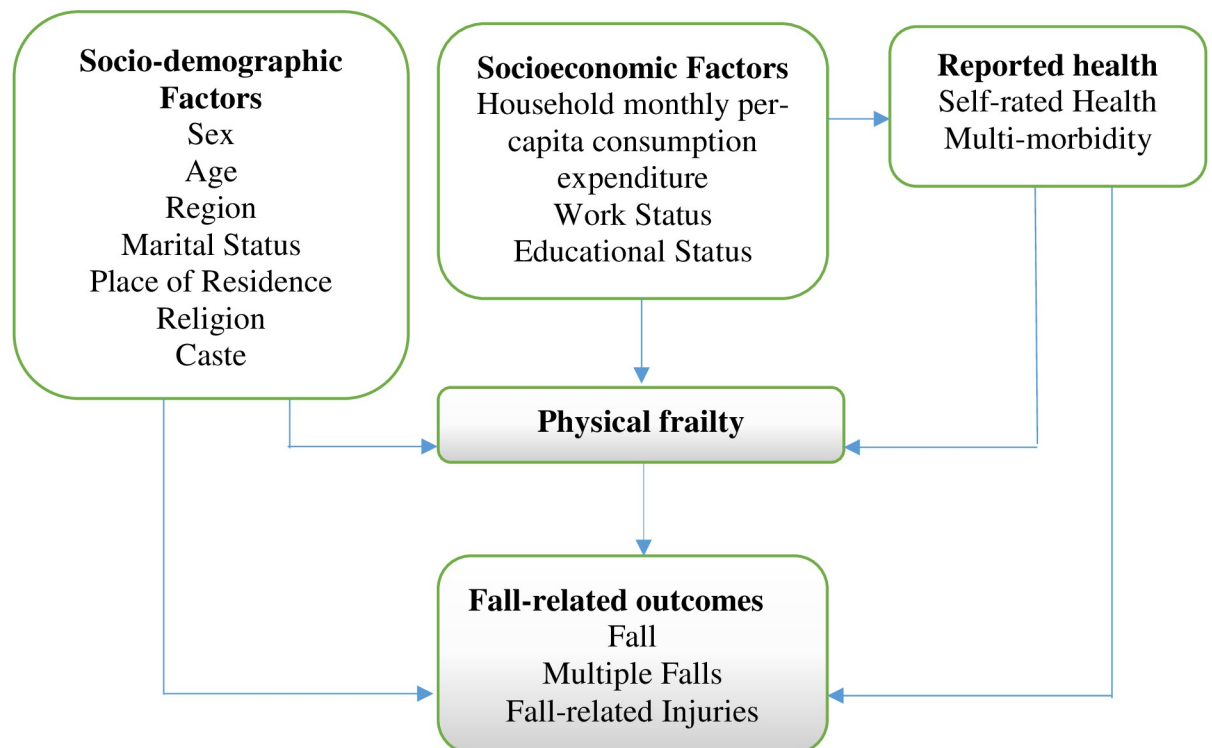 Socio-demographic
Factors
Sex
Age
Region
Marital Status
Place of Residence
Religion
Caste
Socioeconomic Factors
Household monthly per-
capita consumption
expenditure
Work Status
Educational Status
Reported health
Self-rated Health
Multi-morbidity
Physical frailty
Fall-related outcomes
Fall
Multiple Falls
Fall-related Injuries